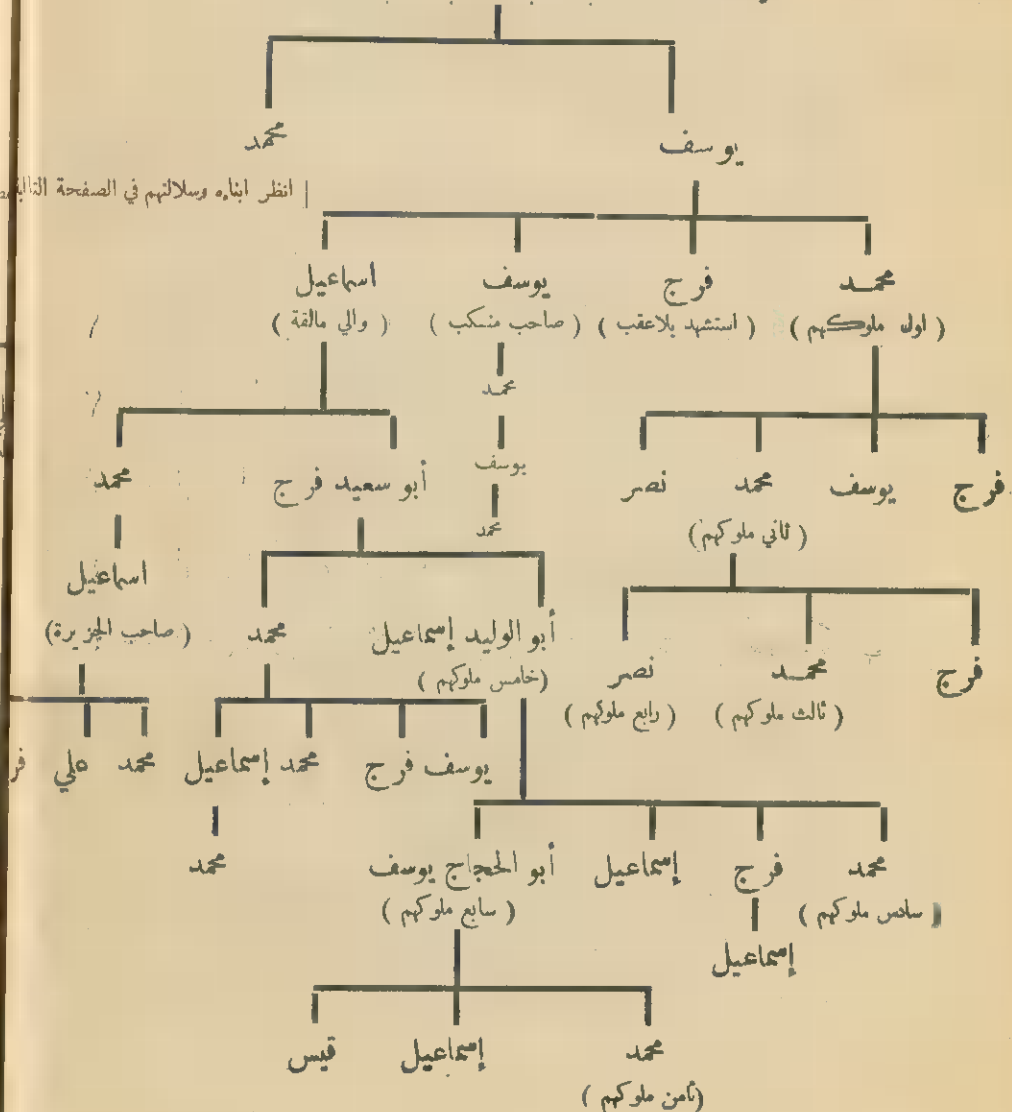 يوسف محمد
انظر ابناءه وسلالتهم في الصفحة التالية
محمد فرج يوسف اسماعيل
( اول ملوكهم ) ( استشهد بلاعقب ) ( صاحب منكب ) ( والي مالقة )
محمد
فرج يوسف محمد نصر يوسف أبو سعيد فرج محمد
( ثاني ملوكهم ) محمد
اسماعيل
فرج محمد نصر أبو الوليد إسماعيل محمد ( صاحب الجزيرة )
( ثالث ملوكهم ) ( رابع ملوكهم ) ( خامس ملوكهم )
يوسف فرج محمد إسماعيل محمد علي
محمد فرج إسماعيل أبو الحجاج يوسف محمد
( سادس ملوكهم ) ( سابع ملوكهم )
إسماعيل
محمد إسماعيل قيس
( ثامن ملوكهم )